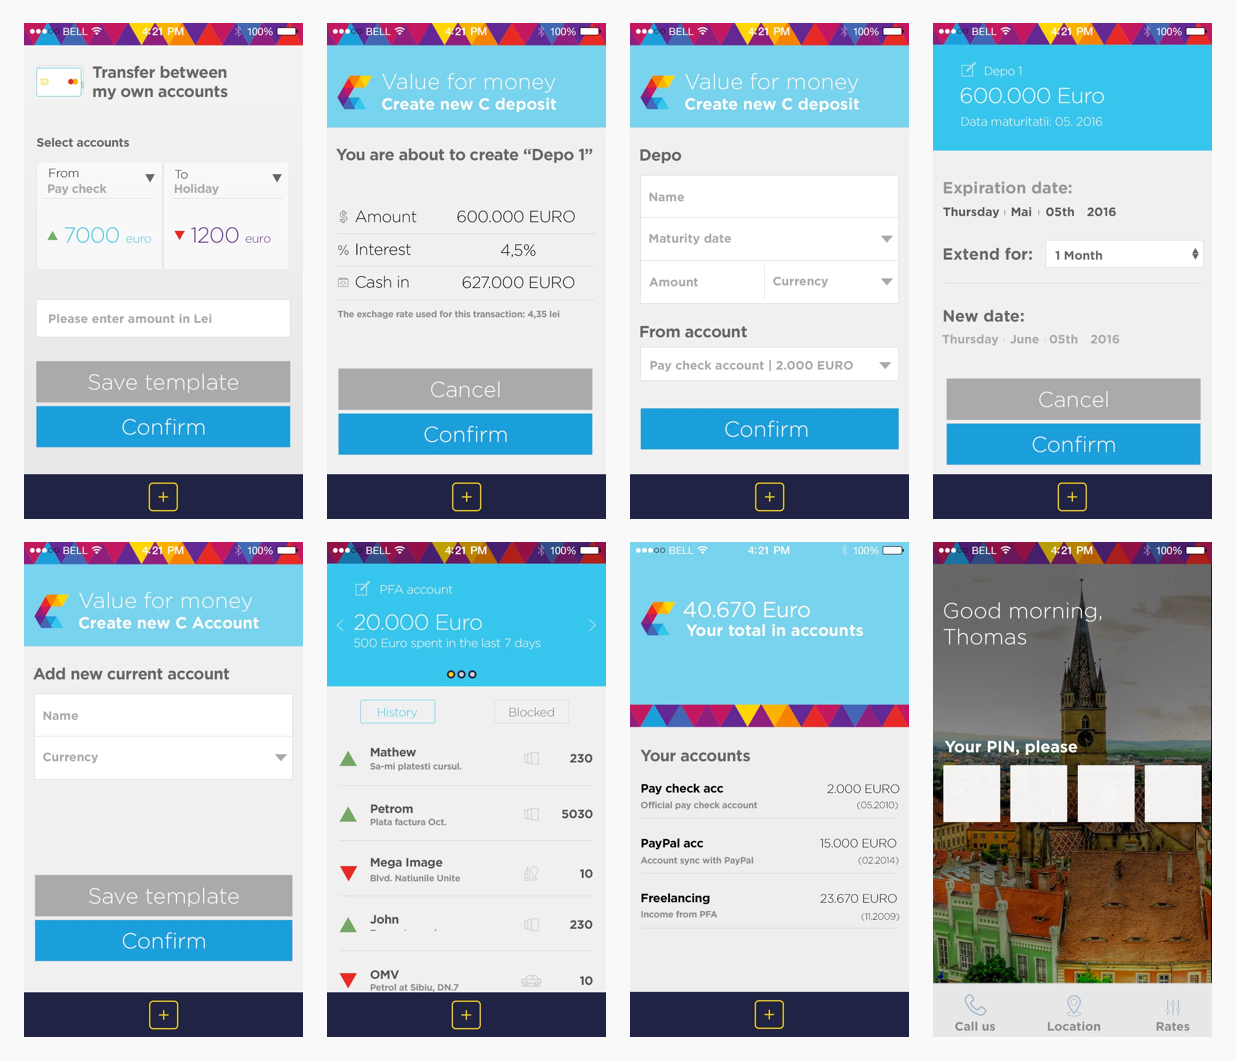 BELL 4:21 PM 100%
Transfer between
my own accounts
Select accounts
From
Pay check
7000 euro
To
Holiday
1200 euro
Please enter amount in Lei
Save template
Confirm
+
BELL 4:21 PM 100%
Value for money
Create new C deposit
You are about to create “Depo 1”
$ Amount 600.000 EURO
% Interest 4,5%
Cash in 627.000 EURO
The exchage rate used for this transaction: 4,35 lei
Cancel
Confirm
+
BELL 4:21 PM 100%
Value for money
Create new C deposit
Depo
Name
Maturity date
Amount Currency
From account
Pay check account | 2.000 EURO
Confirm
+
BELL 4:21 PM 100%
Depo 1
600.000 Euro
Data maturitatii: 05. 2016
Expiration date:
Thursday Mai 05th 2016
Extend for: 1 Month
New date:
Thursday June 05th 2016
Cancel
Confirm
+
BELL 4:21 PM 100%
Value for money
Create new C Account
Add new current account
Name
Currency
Save template
Confirm
+
BELL 4:21 PM 100%
PFA account
20.000 Euro
500 Euro spent in the last 7 days
History Blocked
Mathew 230
Sa-mi platesti cursul.
Petrom 5030
Plata factura Oct.
Mega Image 10
Blvd. Natiunile Unite
John 230
OMV 10
Petrol at Sibiu, DN.7
+
BELL 4:21 PM 100%
40.670 Euro
Your total in accounts
Your accounts
Pay check acc 2.000 EURO
Official pay check account (05.2010)
PayPal acc 15.000 EURO
Account sync with PayPal (02.2014)
Freelancing 23.670 EURO
Income from PFA (11.2009)
+
BELL 4:21 PM 100%
Good morning,
Thomas
Your PIN, please
Call us Location Rates